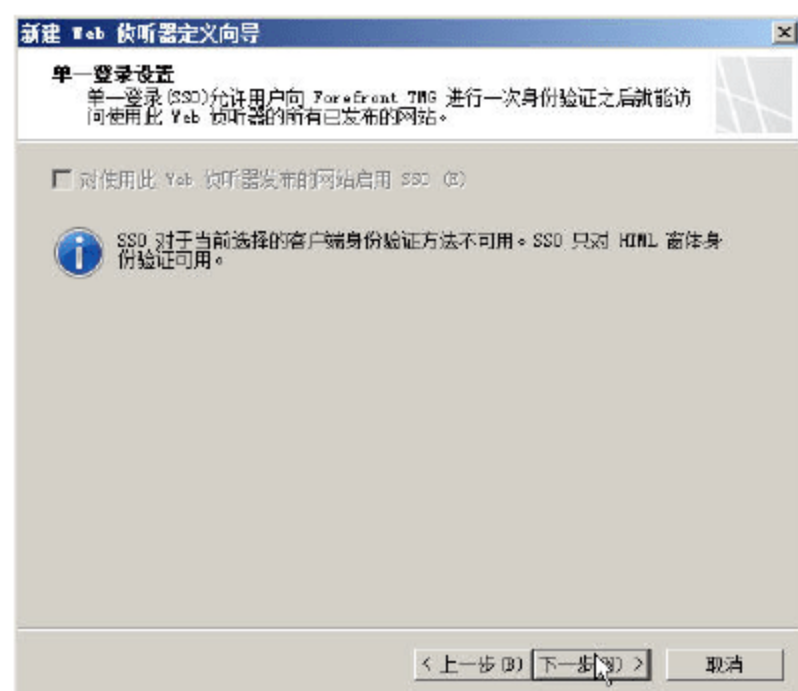 新建 Web 侦听器定义向导
单一登录设置
单一登录(SSO)允许用户向 Forefront TMG 进行一次身份验证之后就能访
问使用此 Web 侦听器的所有已发布的网站。
对使用此 Web 侦听器发布的网站启用 SSO (E)
SSO 对于当前选择的客户端身份验证方法不可用。SSO 只对 HTML 窗体身
份验证可用。
< 上一步(B) 下一步(N) > 取消